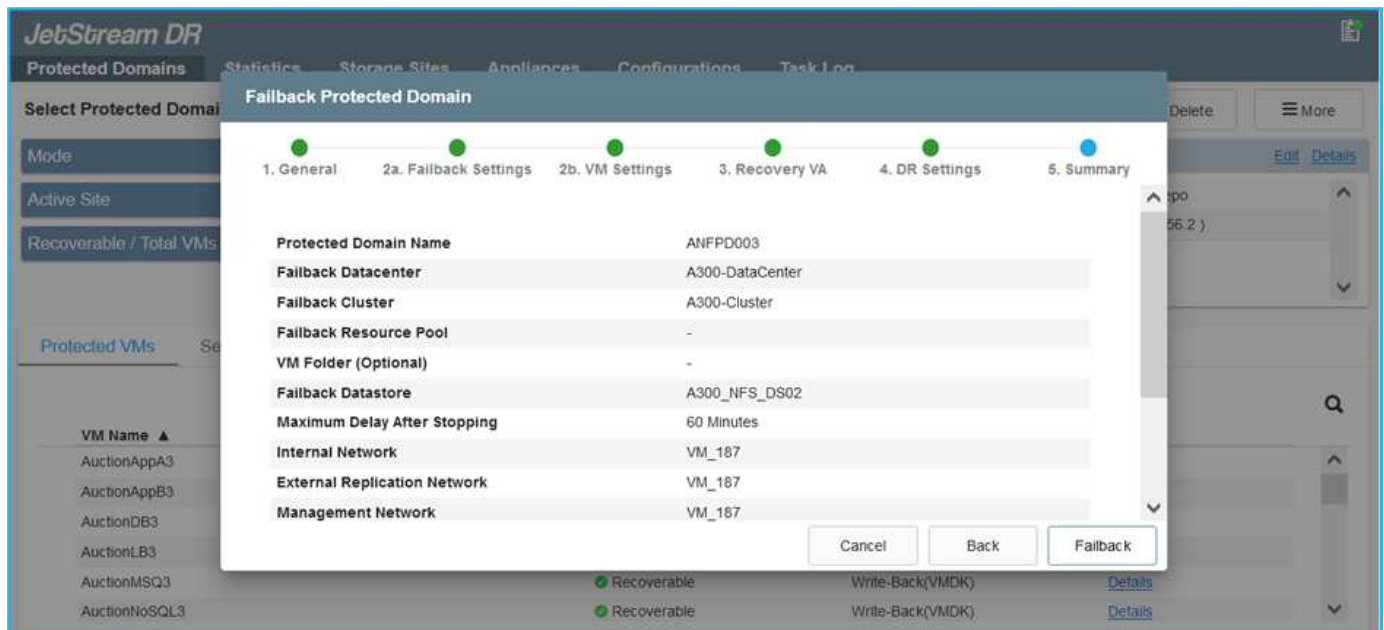 JetStream DR
Protected Domains Statistics Storage Sites Appliances Configurations Task Log
Select Protected Domai
Delete More
Mode
Edit Details
Active Site
epo
Recoverable / Total VMs
56.2 )
Failback Protected Domain
1. General 2a. Failback Settings 2b. VM Settings 3. Recovery VA 4. DR Settings 5. Summary
Protected Domain Name ANFPD003
Failback Datacenter A300-DataCenter
Failback Cluster A300-Cluster
Failback Resource Pool -
VM Folder (Optional) -
Failback Datastore A300_NFS_DS02
Maximum Delay After Stopping 60 Minutes
Internal Network VM_187
External Replication Network VM_187
Management Network VM_187
Cancel Back Failback
Protected VMs Se
VM Name ▲
AuctionAppA3
AuctionAppB3
AuctionDB3
AuctionLB3
AuctionMSQ3 Recoverable Write-Back(VMDK) Details
AuctionNoSQL3 Recoverable Write-Back(VMDK) Details